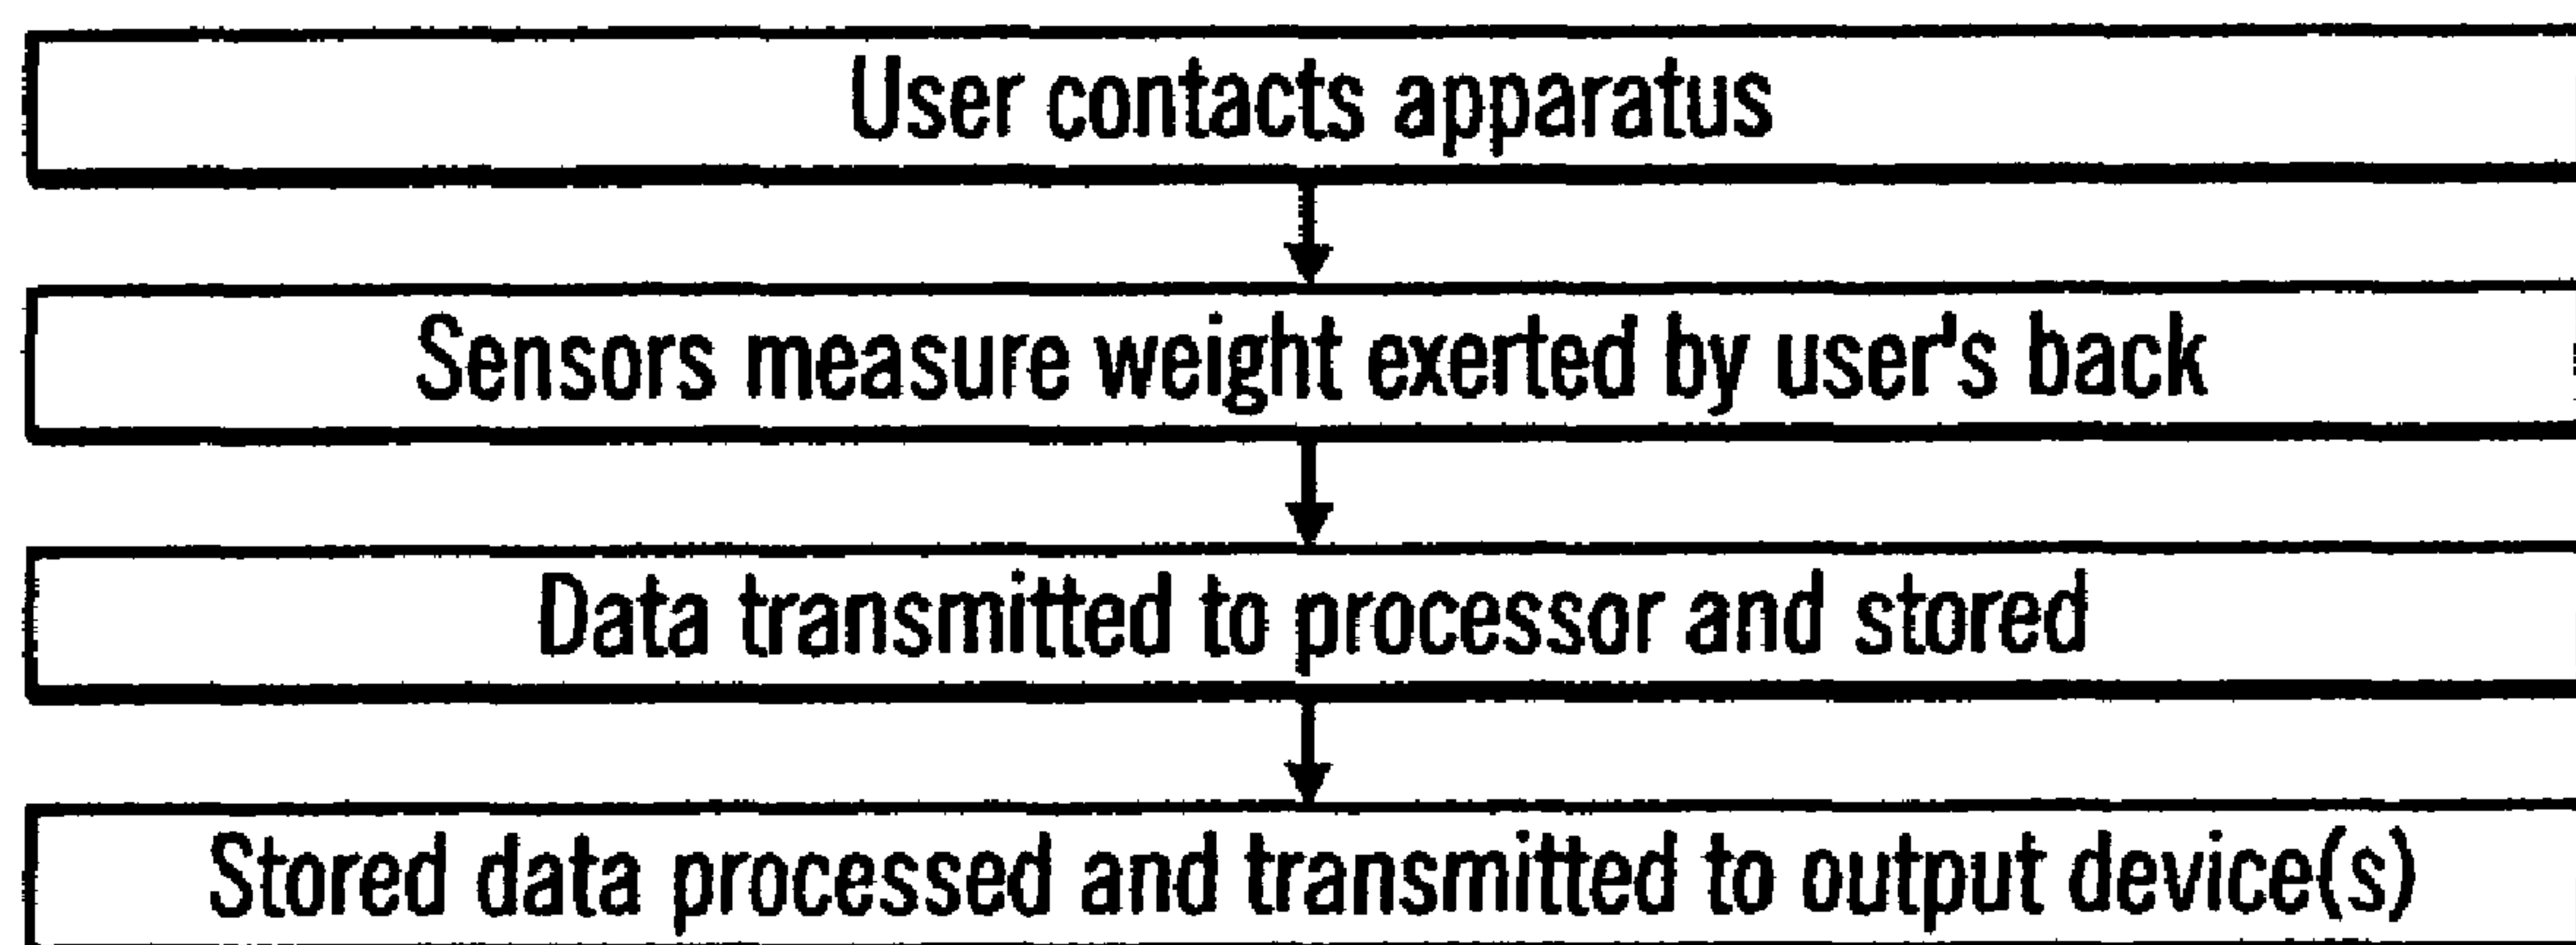 User contacts apparatus
Sensors measure weight exerted by user's back
Data transmitted to processor and stored
Stored data processed and transmitted to output device(s)